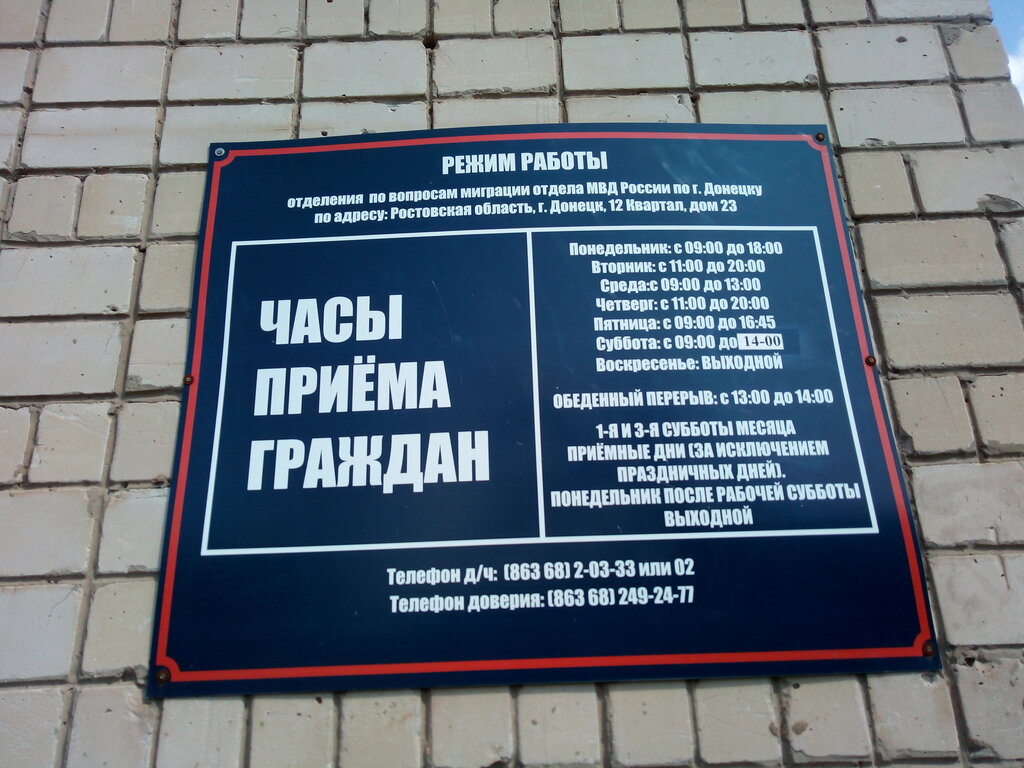 РЕЖИМ РАБОТЫ
отделения по вопросам миграции отдела МВД России по г. Донецку
по адресу: Ростовская область, г. Донецк, 12 Квартал, дом 23
ЧАСЫ
ПРИЁМА
ГРАЖДАН
Понедельник: с 09:00 до 18:00
Вторник: с 11:00 до 20:00
Среда:с 09:00 до 13:00
Четверг: с 11:00 до 20:00
Пятница: с 09:00 до 16:45
Суббота: с 09:00 до 14-00
Воскресенье: ВЫХОДНОЙ
ОБЕДЕННЫЙ ПЕРЕРЫВ: с 13:00 до 14:00
1-Я И 3-Я СУББОТЫ МЕСЯЦА
ПРИЁМНЫЕ ДНИ (ЗА ИСКЛЮЧЕНИЕМ
ПРАЗДНИЧНЫХ ДНЕЙ).
ПОНЕДЕЛЬНИК ПОСЛЕ РАБОЧЕЙ СУББОТЫ
ВЫХОДНОЙ
Телефон д/ч: (863 68) 2-03-33 или 02
Телефон доверия: (863 68) 249-24-77